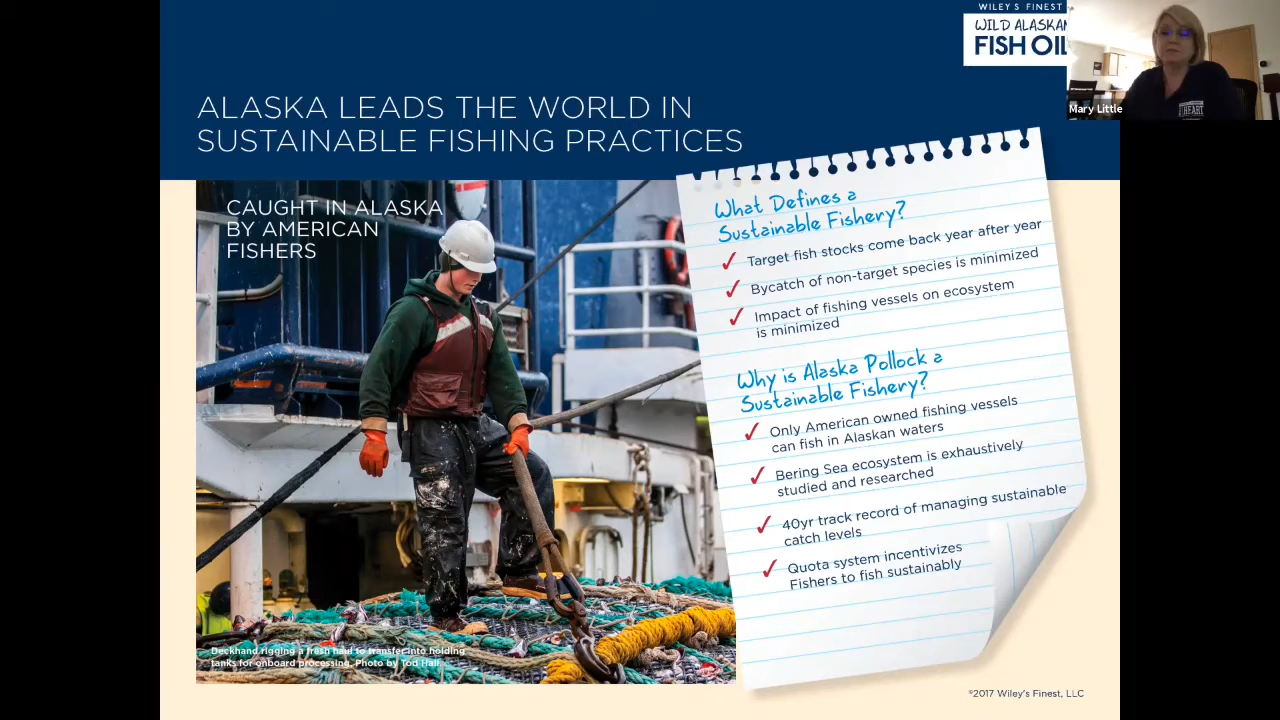 WILEY'S FINEST
WILD ALASKAN
FISH OIL
Mary Little
ALASKA LEADS THE WORLD IN
SUSTAINABLE FISHING PRACTICES
CAUGHT IN ALASKA
BY AMERICAN
FISHERS
What Defines a
Sustainable Fishery?
✓ Target fish stocks come back year after year
✓ Bycatch of non-target species is minimized
✓ Impact of fishing vessels on ecosystem
is minimized
Why is Alaska Pollock a
Sustainable Fishery?
✓ Only American owned fishing vessels
can fish in Alaskan waters
✓ Bering Sea ecosystem is exhaustively
studied and researched
✓ 40yr track record of managing sustainable
catch levels
✓ Quota system incentivizes
Fishers to fish sustainably
Deckhand rigging a fresh haul to transfer into holding
tanks for onboard processing. Photo by Tod Hall.
©2017 Wiley's Finest, LLC